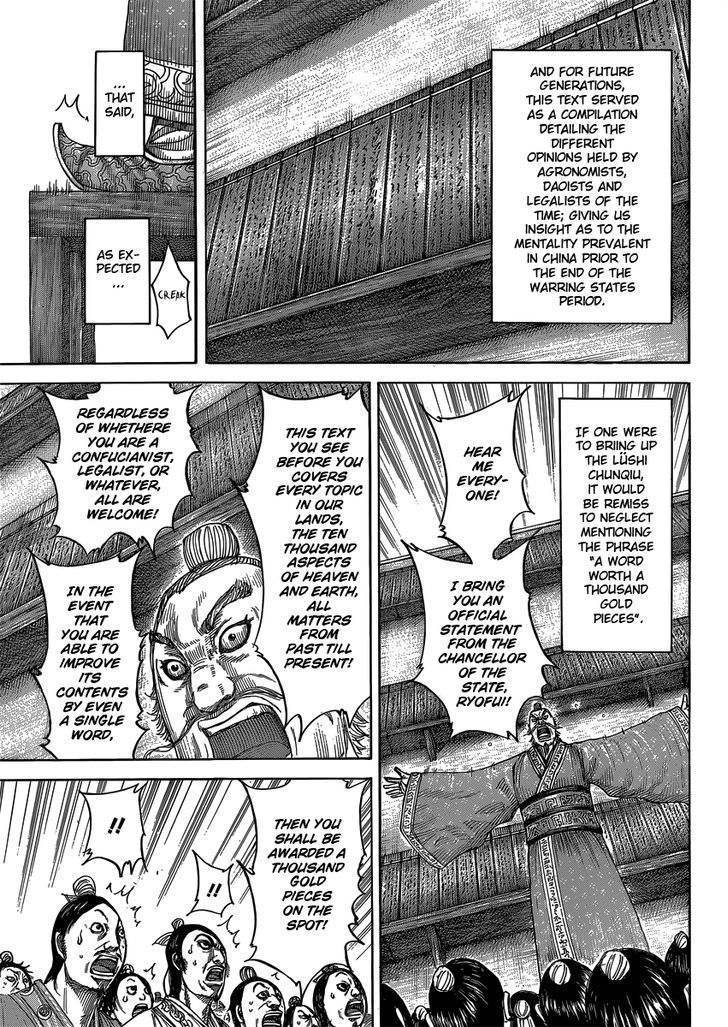 AND FOR FUTURE
GENERATIONS,
THIS TEXT SERVED
AS A COMPILATION
DETAILING THE
DIFFERENT
OPINIONS HELD BY
AGRONOMISTS,
DAOISTS AND
LEGALISTS OF
THE TIME; GIVING US
INSIGHT AS TO THE
MENTALITY PREVALENT
IN CHINA PRIOR TO
THE END OF THE
WARRING STATES
PERIOD.
...
THAT
SAID,
AS EX-
PECTED
...
CREAK
IF ONE WERE
TO BRIING UP
THE LÜSHI
CHUNQIU,
IT WOULD
BE REMISS
TO NEGLECT
MENTIONING
THE PHRASE
"A WORD
WORTH A
THOUSAND
GOLD
PIECES".
HEAR
ME
EVERY-
ONE!
I BRING
YOU AN
OFFICIAL
STATEMENT
FROM THE
CHANCELLOR
OF THE
STATE,
RYOFUI!
THIS TEXT
YOU SEE
BEFORE YOU
COVERS
EVERY TOPIC
IN OUR
LANDS,
THE TEN
THOUSAND
ASPECTS
OF HEAVEN
AND EARTH,
ALL
MATTERS
FROM
PAST TILL
PRESENT!
REGARDLESS
OF WHETHERE
YOU ARE A
CONFUCIANIST,
LEGALIST, OR
WHATEVER,
ALL ARE
WELCOME!
IN THE
EVENT THAT
YOU ARE
ABLE TO
IMPROVE
ITS
CONTENTS
BY EVEN
A SINGLE
WORD,
THEN YOU
SHALL BE
AWARDED A
THOUSAND
GOLD
PIECES ON
THE SPOT!
!!
!!